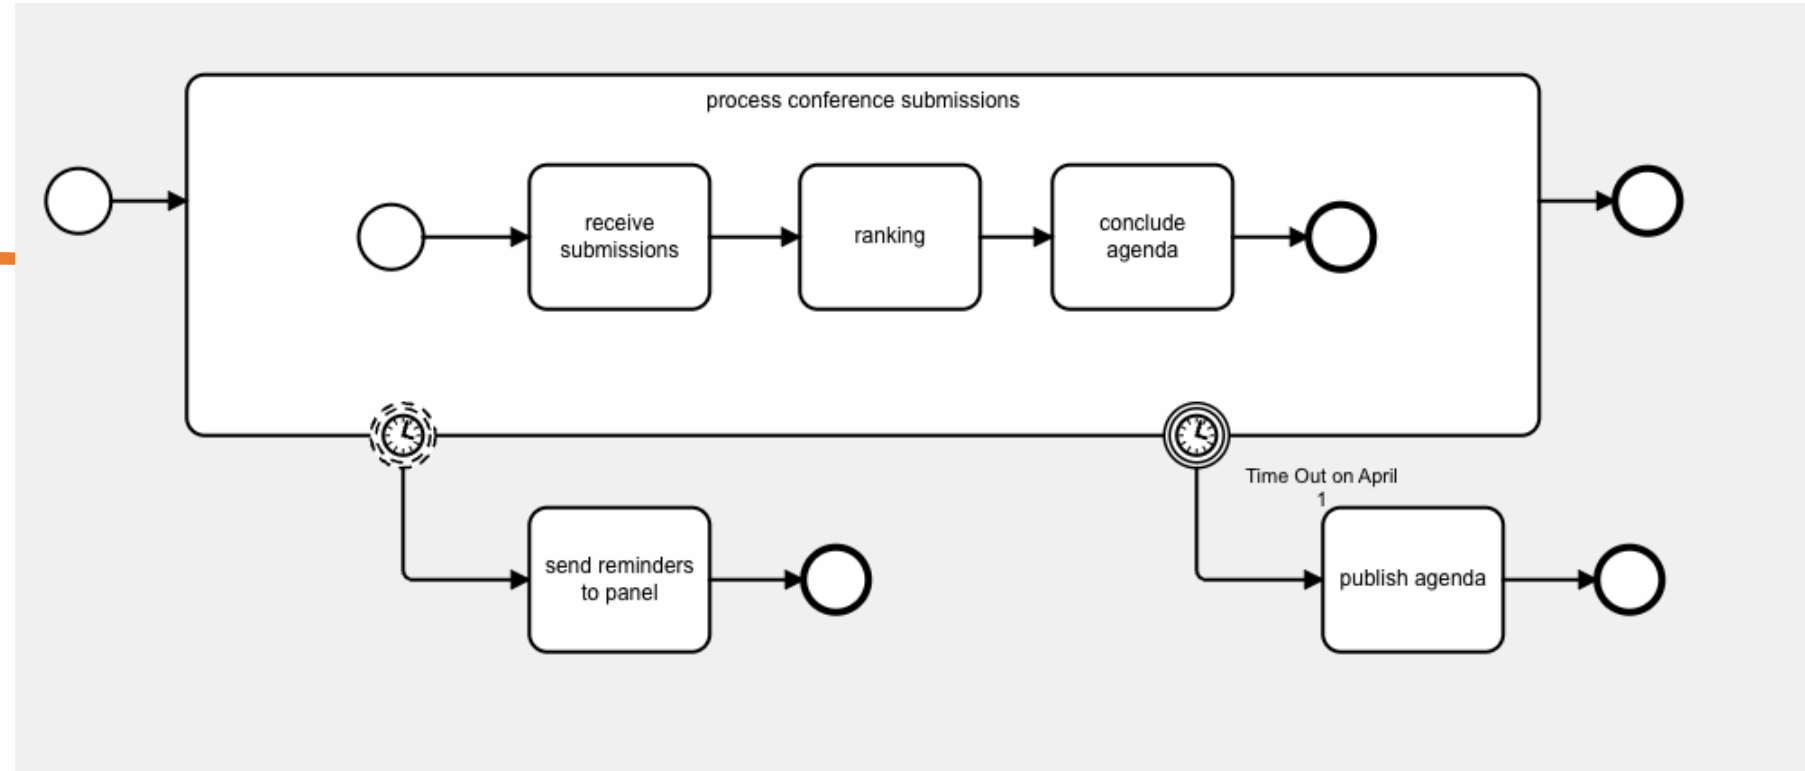 process conference submissions
receive
submissions
ranking
conclude
agenda
Time Out on April
1
send reminders
to panel
publish agenda